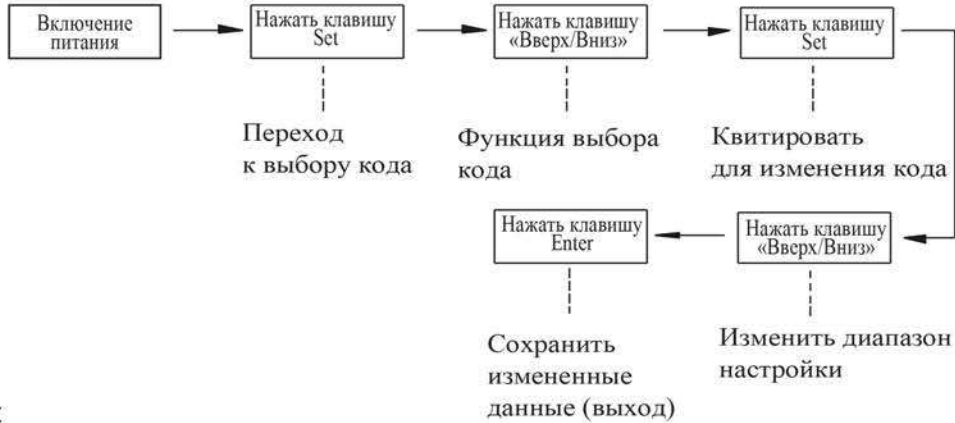 Включение
питания
Нажать клавишу
Set
Нажать клавишу
«Вверх/Вниз»
Нажать клавишу
Set
Переход
к выбору кода
Функция выбора
кода
Квитировать
для изменения кода
Нажать клавишу
Enter
Нажать клавишу
«Вверх/Вниз»
Сохранить
измененные
данные (выход)
Изменить диапазон
настройки
: